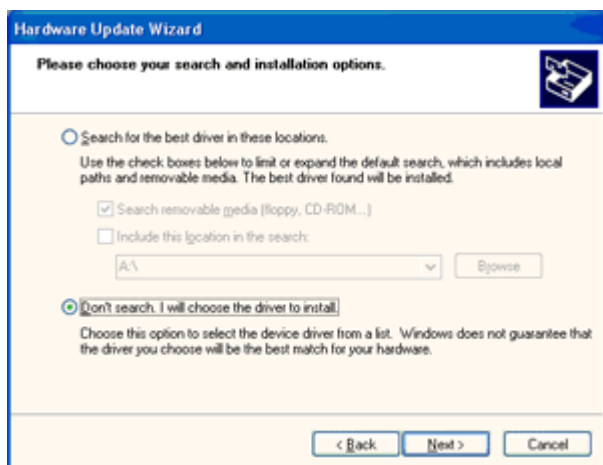 Hardware Update Wizard
Please choose your search and installation options.
Search for the best driver in these locations.
Use the check boxes below to limit or expand the default search, which includes local
paths and removable media. The best driver found will be installed.
Search removable media (floppy, CD-ROM...)
Include this location in the search:
A:\
Browse
Don't search. I will choose the driver to install.
Choose this option to select the device driver from a list. Windows does not guarantee that
the driver you choose will be the best match for your hardware.
< Back
Next >
Cancel